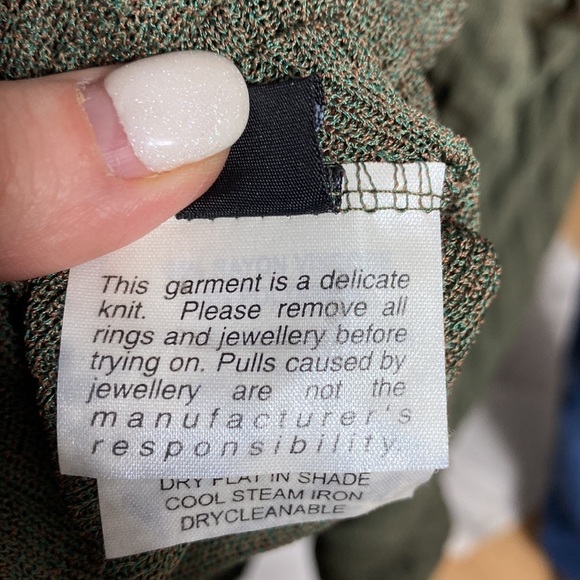 This garment is a delicate
knit. Please remove all
rings and jewellery before
trying on. Pulls caused by
jewellery are not the
manufacturer's
responsibility.
DRY FLAT IN SHADE
COOL STEAM IRON
DRYCLEANABLE